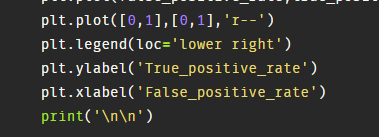 plt.plot([0,1],[0,1],'r--')
plt.legend(loc='lower right')
plt.ylabel('True_positive_rate')
plt.xlabel('False_positive_rate')
print('\n\n')